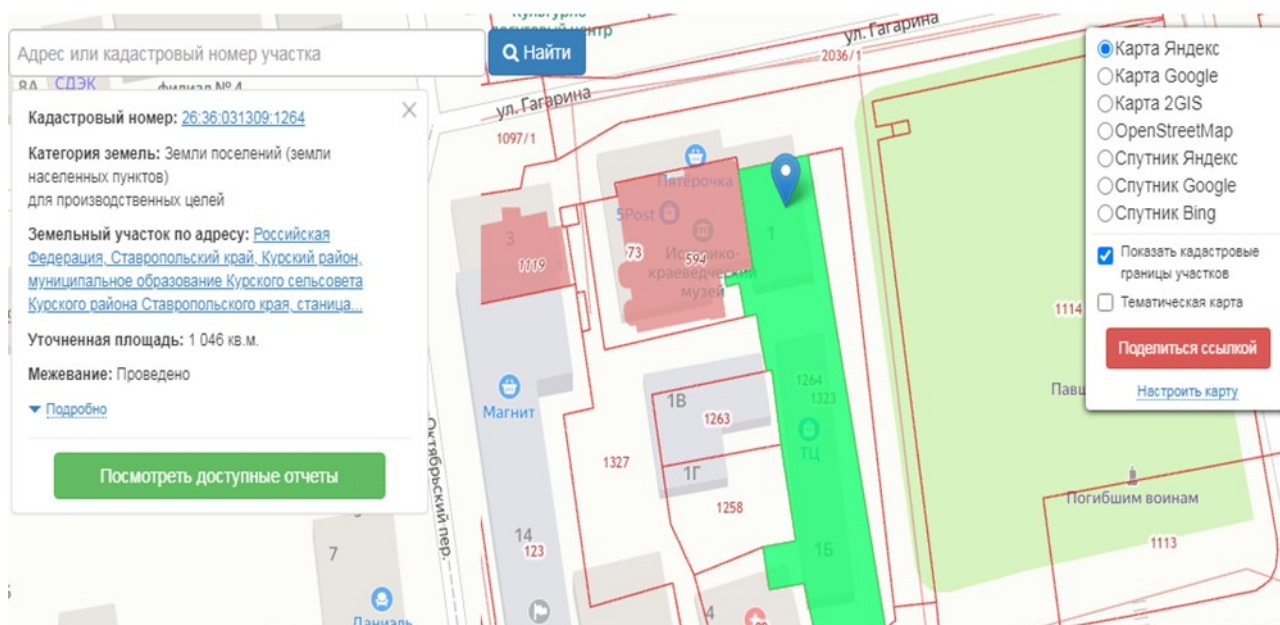 Адрес или кадастровый номер участка
Найти
8А СДЭК
филиал № 4
Кадастровый номер: 26:36:031309:1264
Категория земель: Земли поселений (земли
населенных пунктов)
для производственных целей
Земельный участок по адресу: Российская
Федерация, Ставропольский край, Курский район,
муниципальное образование Курского сельсовета
Курского района Ставропольского края, станица...
Уточненная площадь: 1 046 кв.м.
Межевание: Проведено
Подробно
Посмотреть доступные отчеты
7
Даниэль
Октябрьский пер.
центр
ул. Гагарина
2036/1
ул. Гагарина
1097/1
Пятёрочка
5Post
3
1119
73
594
1
Историко-
краеведческий
музей
Магнит
1В
1263
1264
1323
ТЦ
1327
1Г
1258
14
123
1Б
4
1114
Павш
Погибшим воинам
1113
Карта Яндекс
Карта Google
Карта 2GIS
OpenStreetMap
Спутник Яндекс
Спутник Google
Спутник Bing
Показать кадастровые
границы участков
Тематическая карта
Поделиться ссылкой
Настроить карту